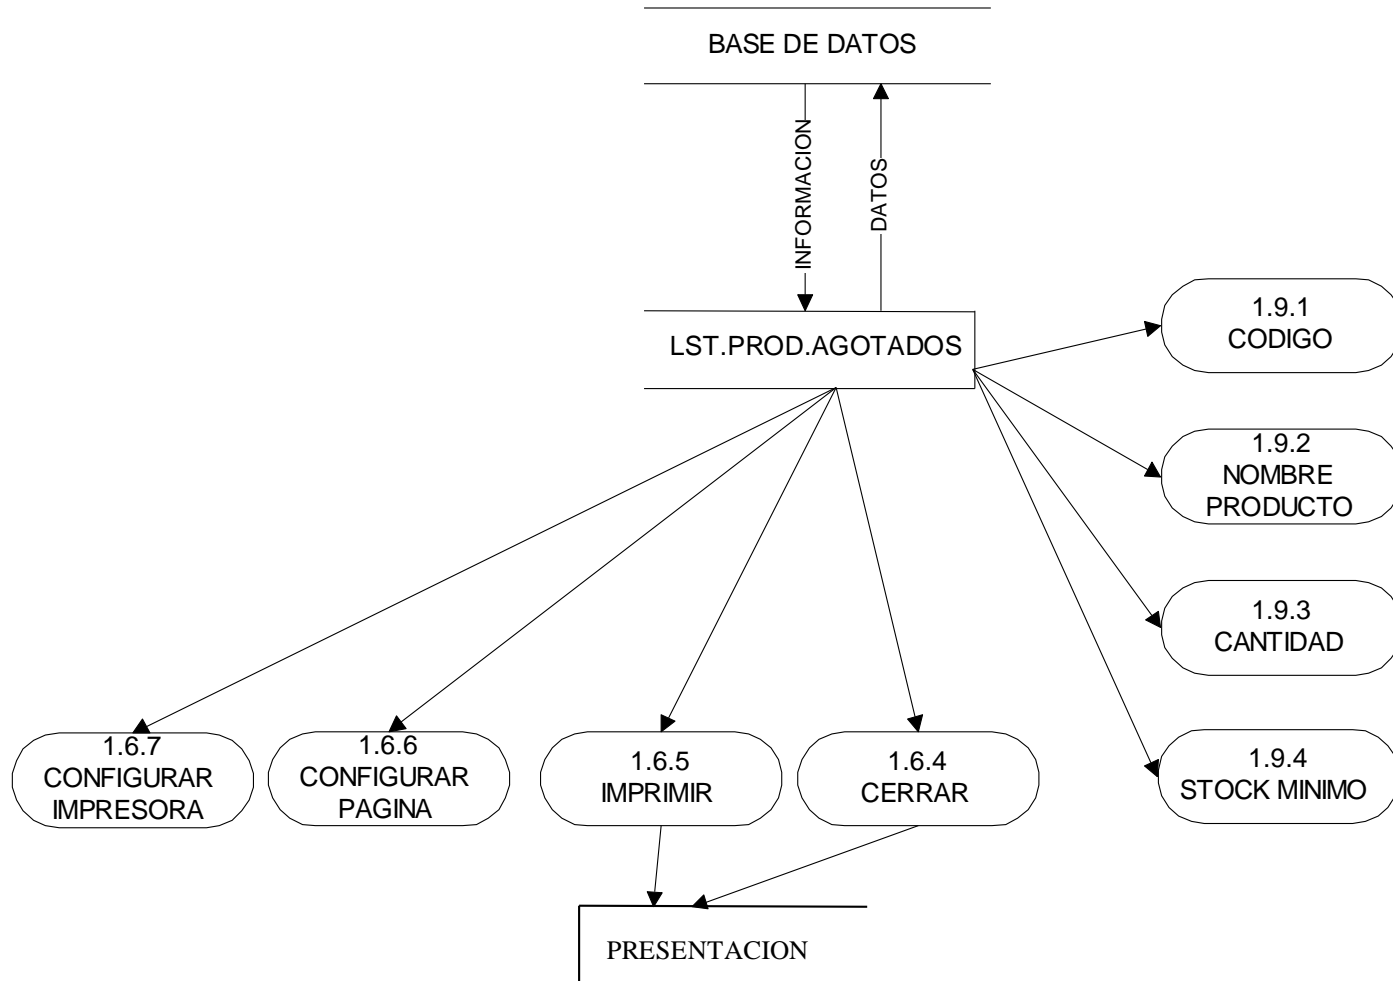 BASE DE DATOS
INFORMACION
DATOS
LST.PROD.AGOTADOS
1.9.1
CODIGO
1.9.2
NOMBRE
PRODUCTO
1.9.3
CANTIDAD
1.9.4
STOCK MINIMO
1.6.7
CONFIGURAR
IMPRESORA
1.6.6
CONFIGURAR
PAGINA
1.6.5
IMPRIMIR
1.6.4
CERRAR
PRESENTACION